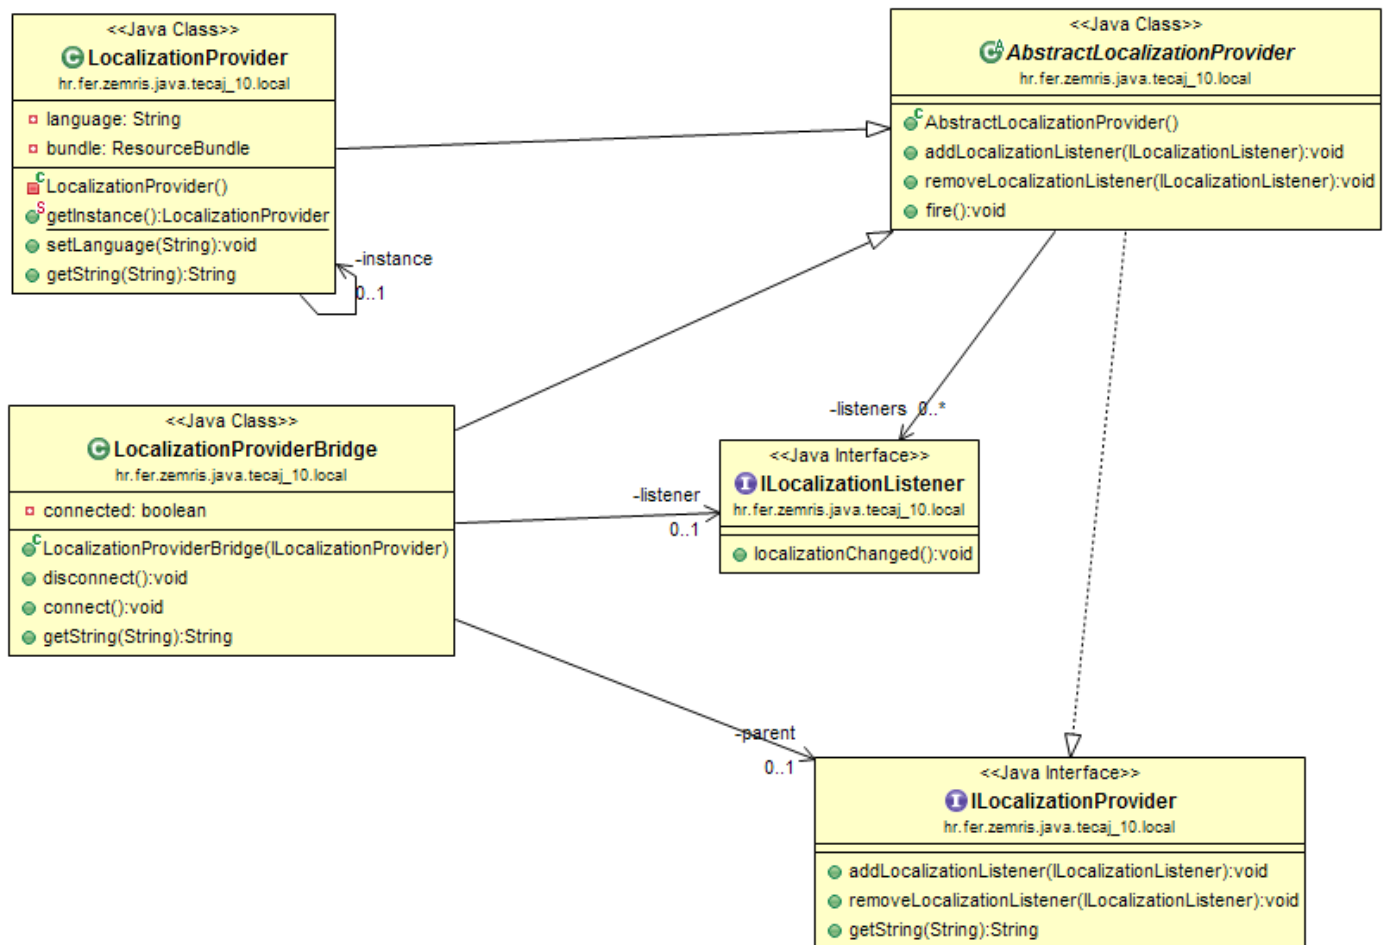 <<Java Class>>
LocalizationProvider
hr.fer.zemris.java.tecaj_10.local
language: String
bundle: ResourceBundle
LocalizationProvider()
getInstance():LocalizationProvider
setLanguage(String):void
getString(String):String
-instance
0..1
<<Java Class>>
AbstractLocalizationProvider
hr.fer.zemris.java.tecaj_10.local
AbstractLocalizationProvider()
addLocalizationListener(ILocalizationListener):void
removeLocalizationListener(ILocalizationListener):void
fire():void
<<Java Class>>
LocalizationProviderBridge
hr.fer.zemris.java.tecaj_10.local
connected: boolean
LocalizationProviderBridge(ILocalizationProvider)
disconnect():void
connect():void
getString(String):String
-listeners 0..*
-listener
0..1
<<Java Interface>>
ILocalizationListener
hr.fer.zemris.java.tecaj_10.local
localizationChanged():void
-parent
0..1
<<Java Interface>>
ILocalizationProvider
hr.fer.zemris.java.tecaj_10.local
addLocalizationListener(ILocalizationListener):void
removeLocalizationListener(ILocalizationListener):void
getString(String):String